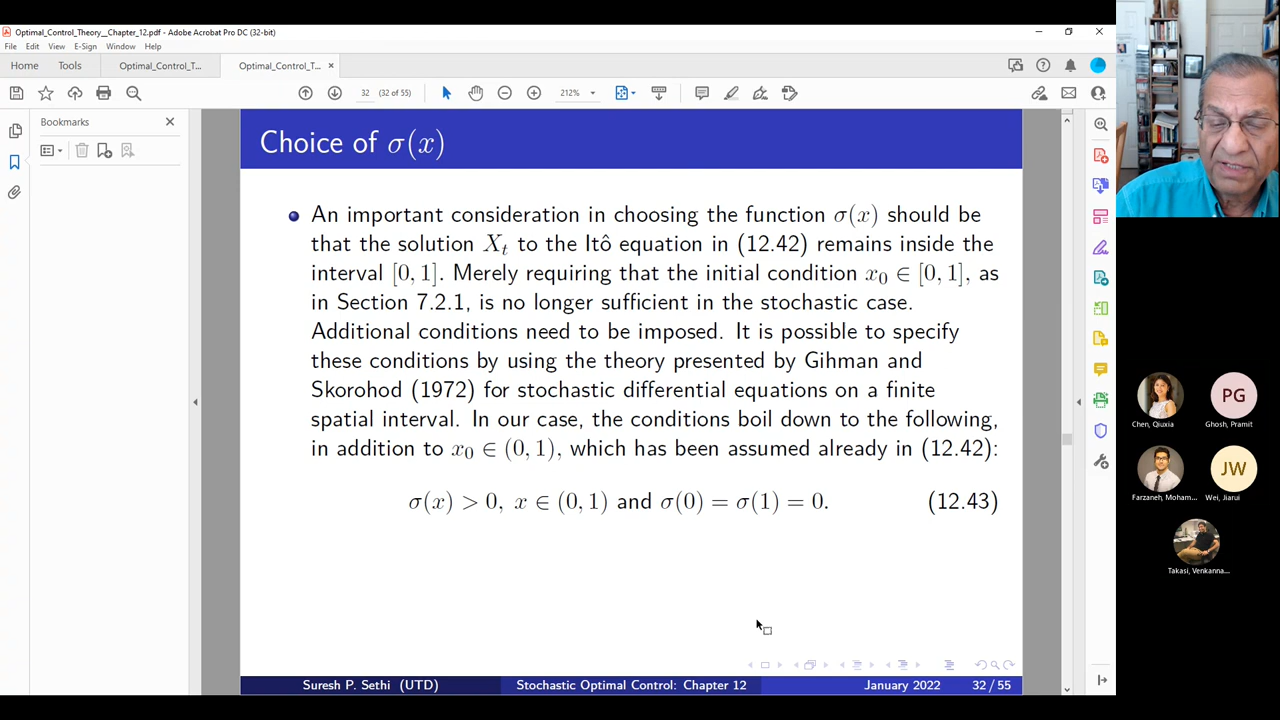 Optimal_Control_Theory__Chapter_12.pdf - Adobe Acrobat Pro DC (32-bit)
File Edit View E-Sign Window Help
Home Tools Optimal_Control_T... Optimal_Control_T... ×
32 (32 of 55) 212%
Bookmarks
Choice of σ(x)
An important consideration in choosing the function σ(x) should be
that the solution X_t to the Itô equation in (12.42) remains inside the
interval [0, 1]. Merely requiring that the initial condition x_0 ∈ [0, 1], as
in Section 7.2.1, is no longer sufficient in the stochastic case.
Additional conditions need to be imposed. It is possible to specify
these conditions by using the theory presented by Gihman and
Skorohod (1972) for stochastic differential equations on a finite
spatial interval. In our case, the conditions boil down to the following,
in addition to x_0 ∈ (0, 1), which has been assumed already in (12.42):
σ(x) > 0, x ∈ (0, 1) and σ(0) = σ(1) = 0. (12.43)
Suresh P. Sethi (UTD) Stochastic Optimal Control: Chapter 12 January 2022 32 / 55
PG
Chen, Qiuxia Ghosh, Pramit
JW
Farzaneh, Moham... Wei, Jiarui
Takasi, Venkanna...